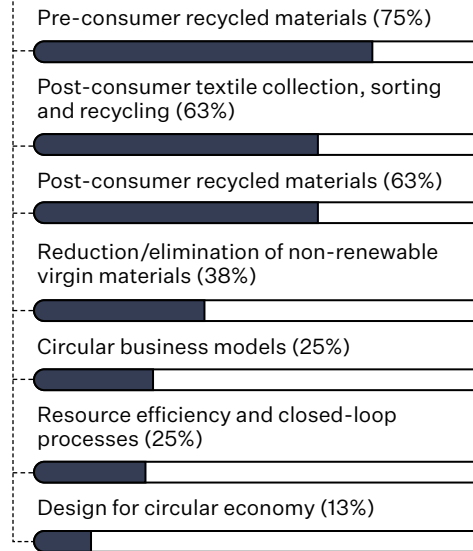 Pre-consumer recycled materials (75%)
Post-consumer textile collection, sorting
and recycling (63%)
Post-consumer recycled materials (63%)
Reduction/elimination of non-renewable
virgin materials (38%)
Circular business models (25%)
Resource efficiency and closed-loop
processes (25%)
Design for circular economy (13%)